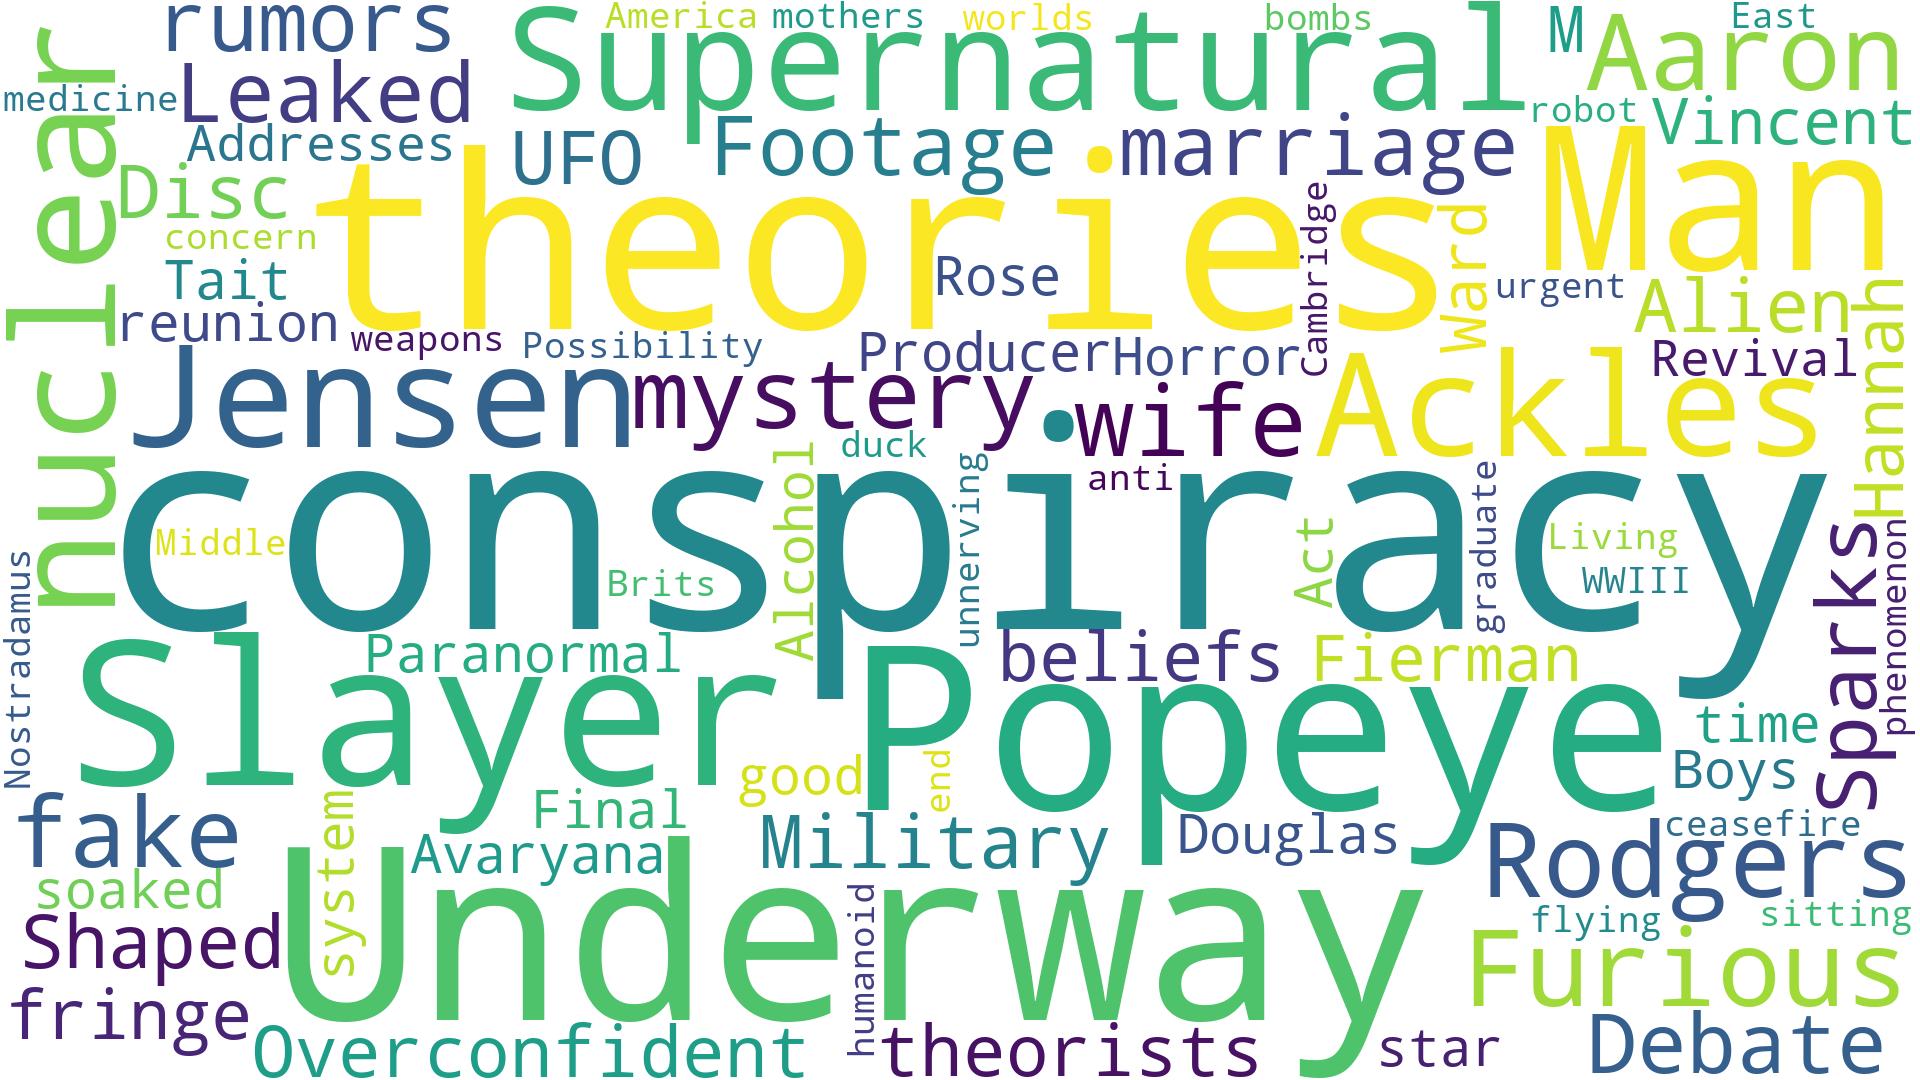 rumors
America
mothers
worlds
bombs
M
East
Supernatural
Aaron
Leaked
medicine
nuclear
robot
Vincent
Addresses
UFO
Footage
marriage
Man
theories
Disc
concern
Tait
Rose
Cambridge
Ward
urgent
Alien
Hannah
reunion
weapons
Possibility
Producer
Horror
Revival
Jensen
mystery
wife
Ackles
duck
Alcohol
unnerving
anti
graduate
conspiracy
Middle
Brits
Act
Living
WWIII
Sparks
phenomenon
Nostradamus
Paranormal
beliefs
Fierman
Slayer
Popeye
time
Boys
good
end
fake
system
Final
Military
Douglas
ceasefire
Rodgers
Avaryana
soaked
Underway
humanoid
flying
sitting
Shaped
Furious
fringe
Overconfident
theorists
star
Debate